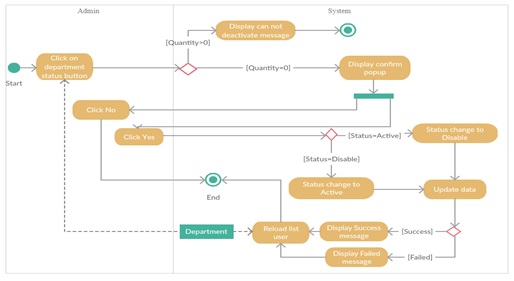 Admin
System
Display can not
deactivate message
[Quantity=0]
Click on
department
status button
[Quantity=0]
Display confirm
popup
Start
Click No
Click Yes
[Status=Active]
Status change to
Disable
[Status=Disable]
Status change to
Active
Update data
End
Department
Reload list
user
Display Success
message
[Success]
Display Failed
message
[Failed]